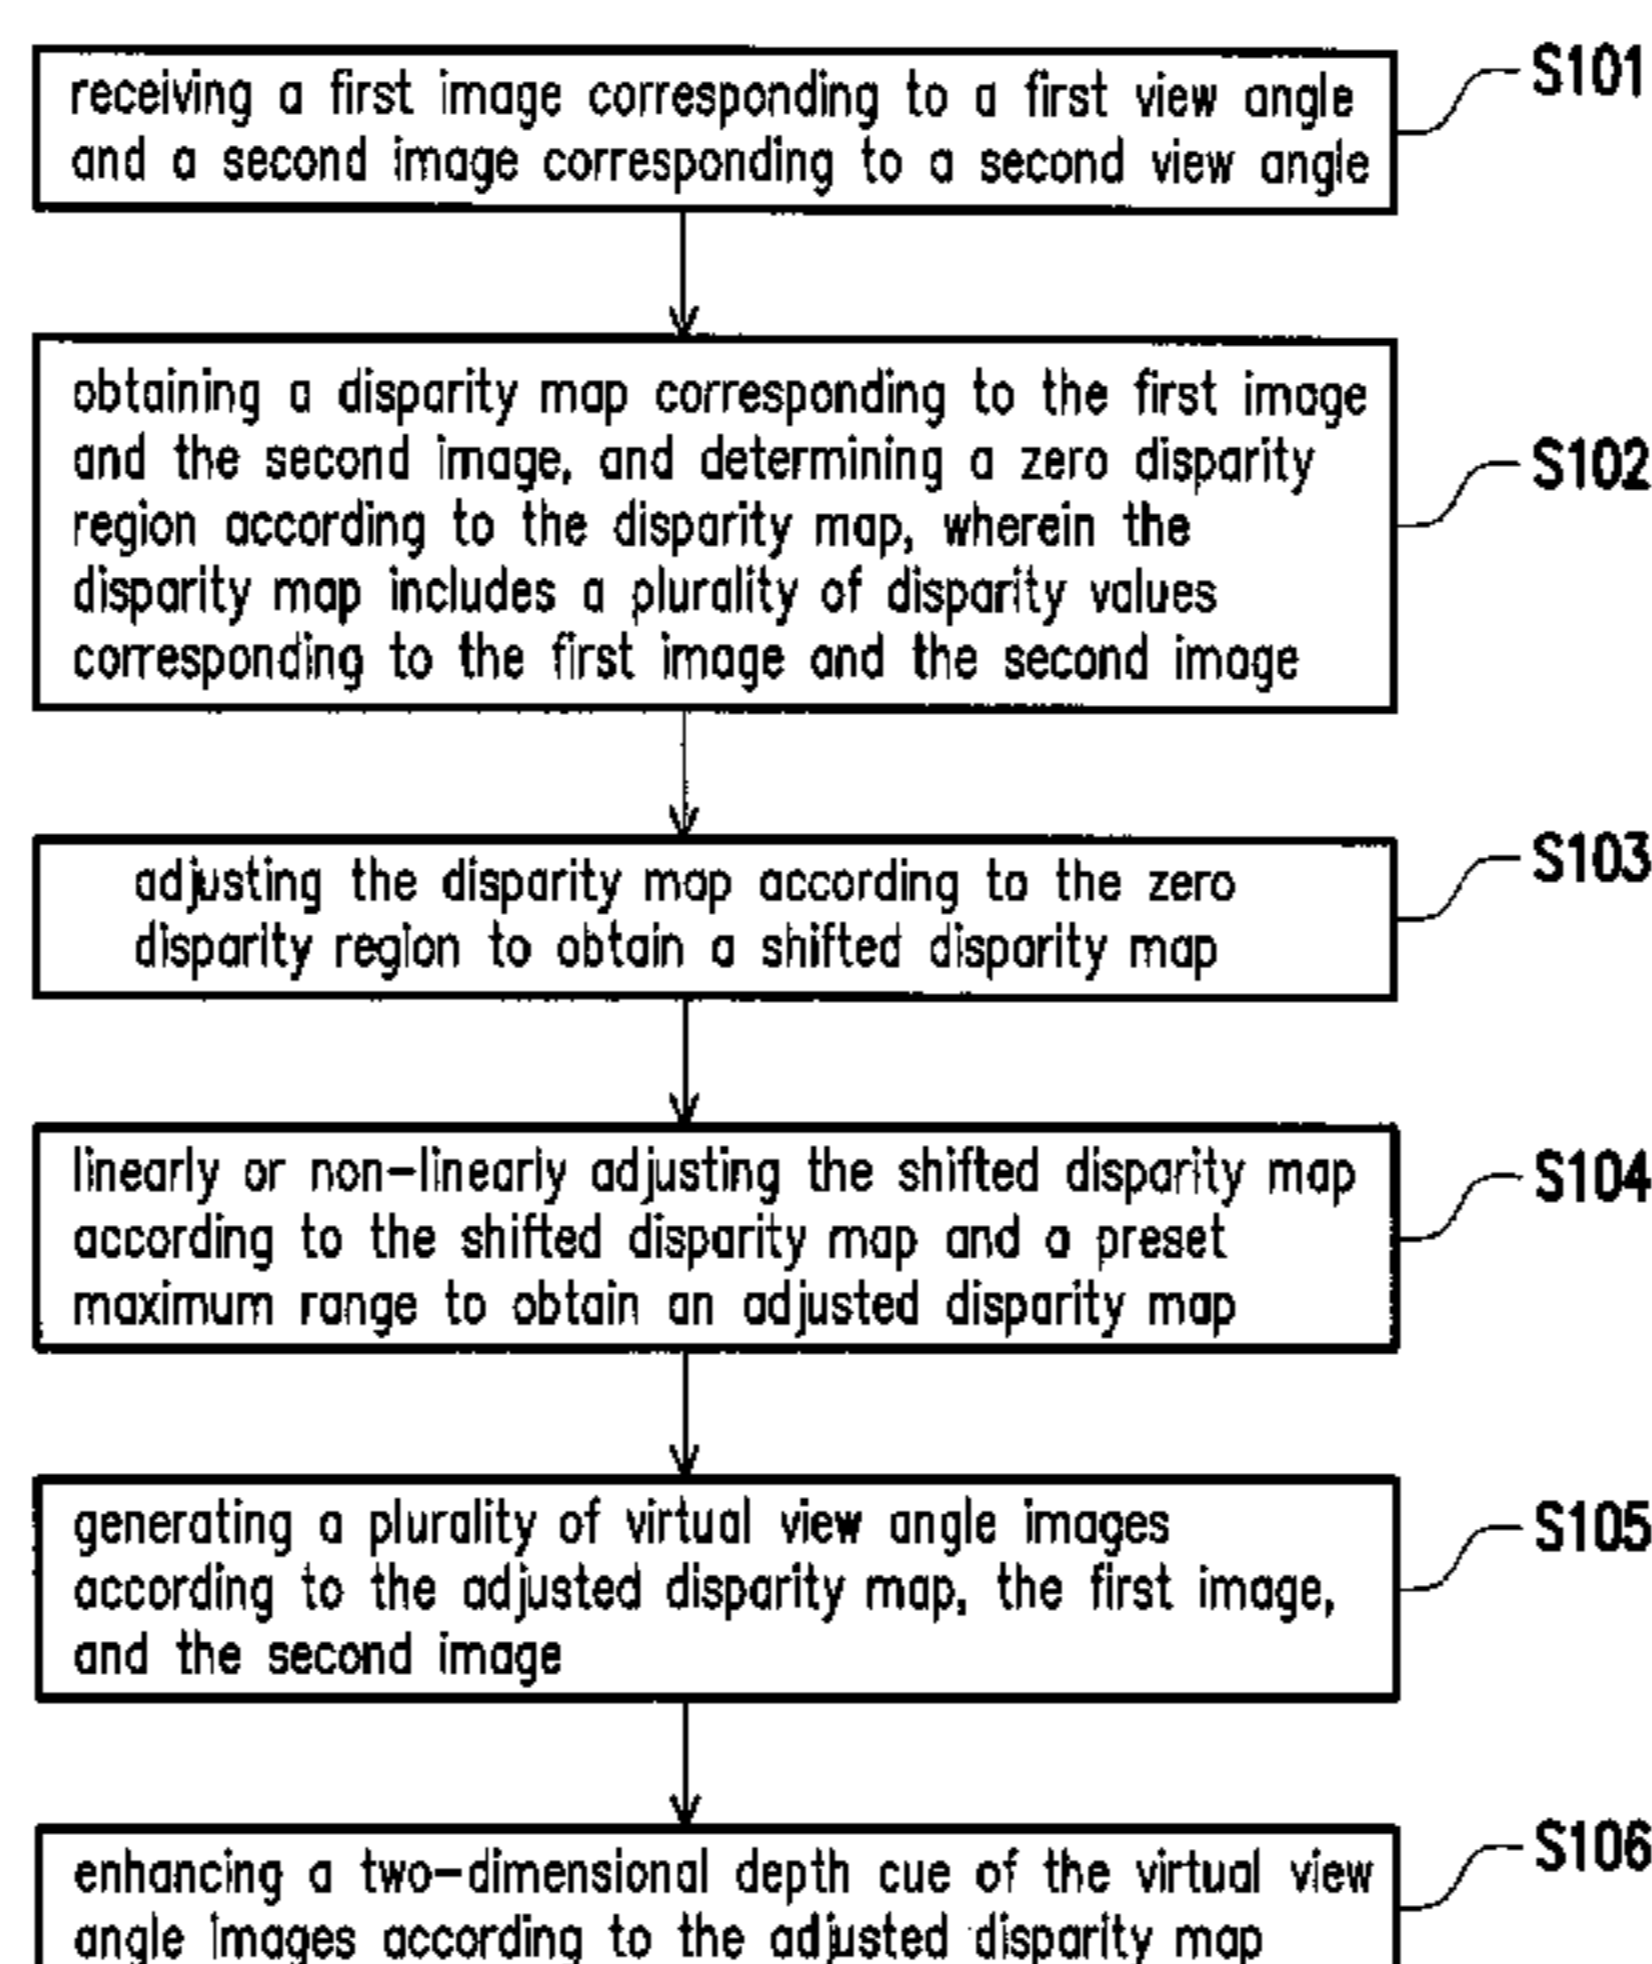 receiving a first image corresponding to a first view angle
and a second image corresponding to a second view angle
S101
obtaining a disparity map corresponding to the first image
and the second image, and determining a zero disparity
region according to the disparity map, wherein the
disparity map includes a plurality of disparity values
corresponding to the first image and the second image
S102
adjusting the disparity map according to the zero
disparity region to obtain a shifted disparity map
S103
linearly or non-linearly adjusting the shifted disparity map
according to the shifted disparity map and a preset
maximum range to obtain an adjusted disparity map
S104
generating a plurality of virtual view angle images
according to the adjusted disparity map, the first image,
and the second image
S105
enhancing a two-dimensional depth cue of the virtual view
angle images according to the adjusted disparity map
S106